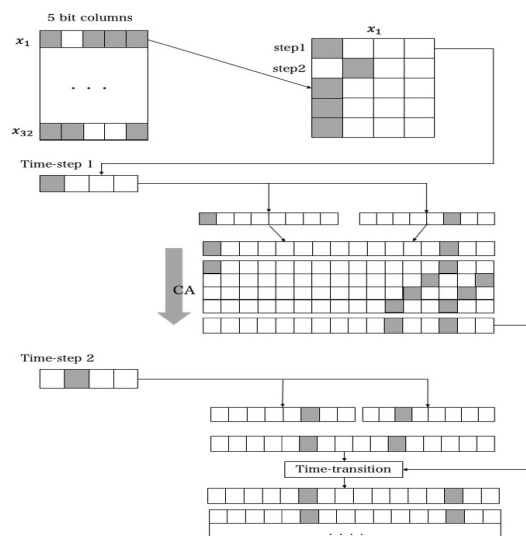 5 bit columns
x₁
. . .
x₃₂
x₁
step1
step2
Time-step 1
CA
Time-step 2
Time-transition
. . . .